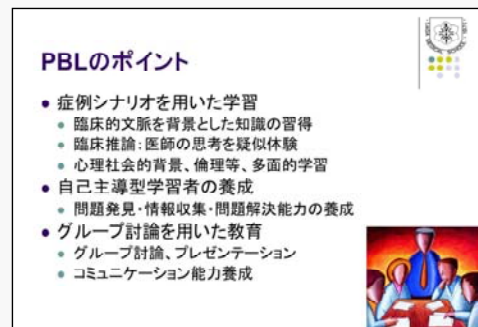 PBLのポイント
症例シナリオを用いた学習
臨床的文脈を背景とした知識の習得
臨床推論：医師の思考を疑似体験
心理社会的背景、倫理等、多面的学習
自己主導型学習者の養成
問題発見・情報収集・問題解決能力の養成
グループ討論を用いた教育
グループ討論、プレゼンテーション
コミュニケーション能力養成